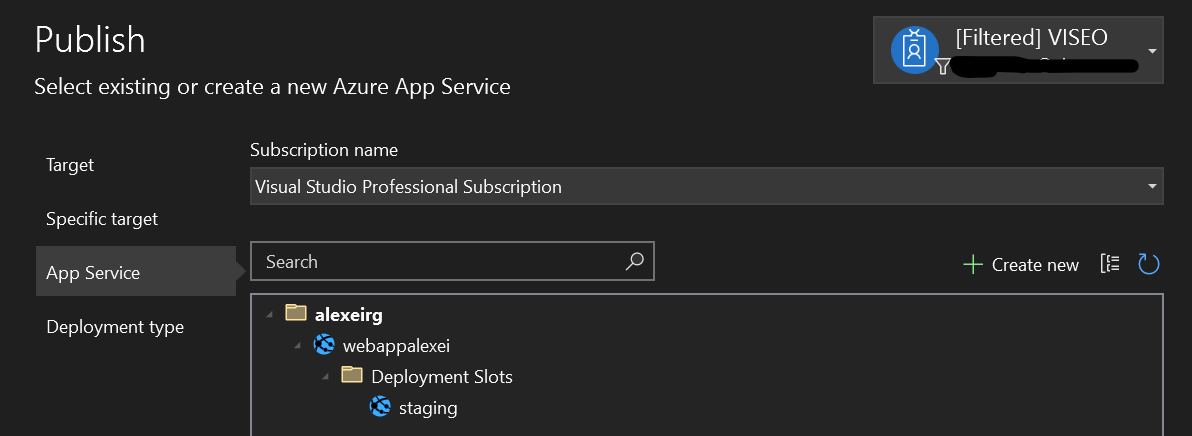 Publish
[Filtered] VISEO
Select existing or create a new Azure App Service
Target
Specific target
App Service
Deployment type
Subscription name
Visual Studio Professional Subscription
Search
Create new
alexeirg
webappalexei
Deployment Slots
staging